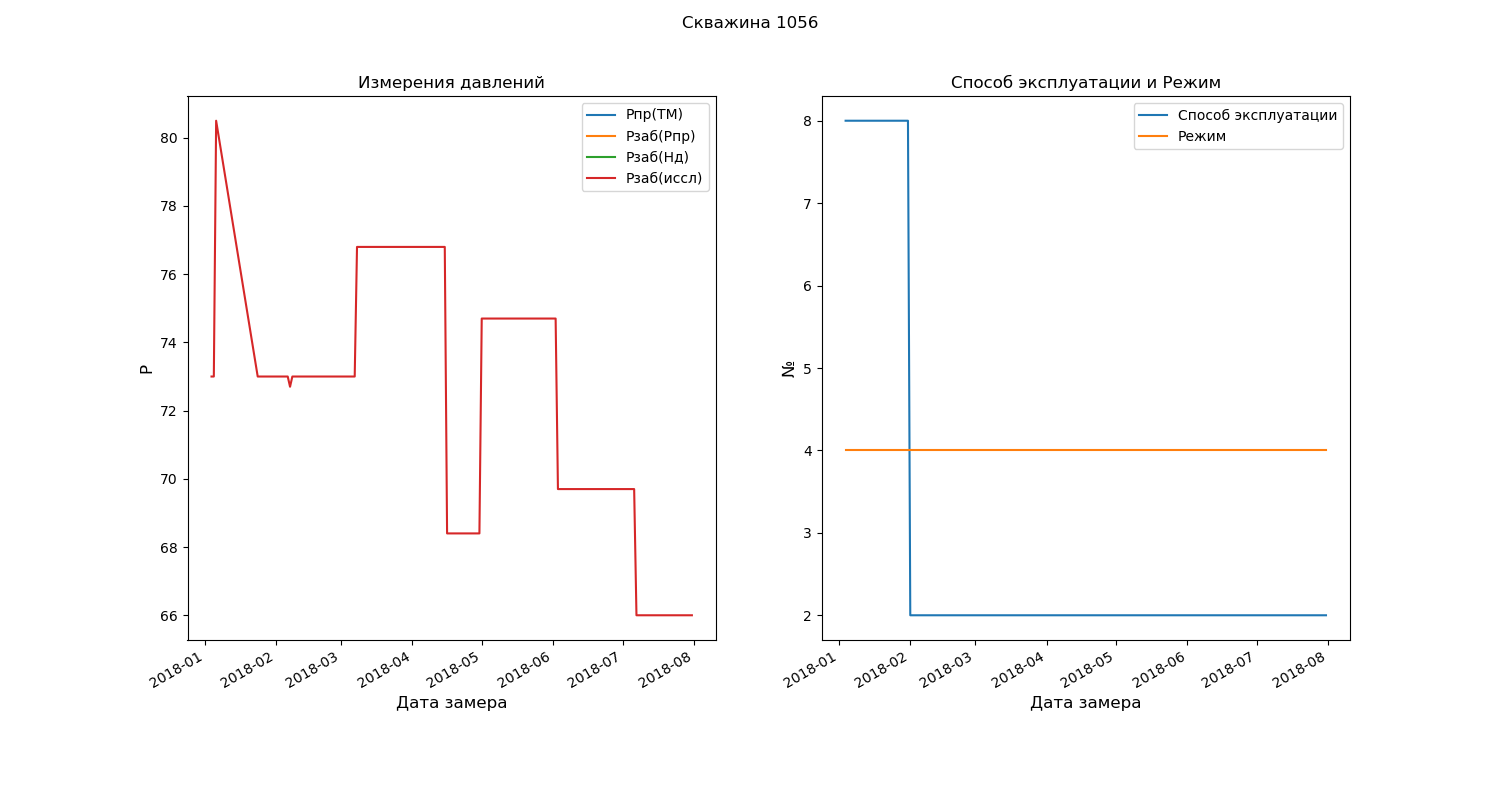 Скважина 1056
Измерения давлений
Рпр(ТМ)
Рзаб(Рпр)
Рзаб(Нд)
Рзаб(иссл)
80
78
76
74
72
70
68
66
P
2018-01
2018-02
2018-03
2018-04
2018-05
2018-06
2018-07
2018-08
Дата замера
Способ эксплуатации и Режим
Способ эксплуатации
Режим
8
7
6
5
4
3
2
№
2018-01
2018-02
2018-03
2018-04
2018-05
2018-06
2018-07
2018-08
Дата замера